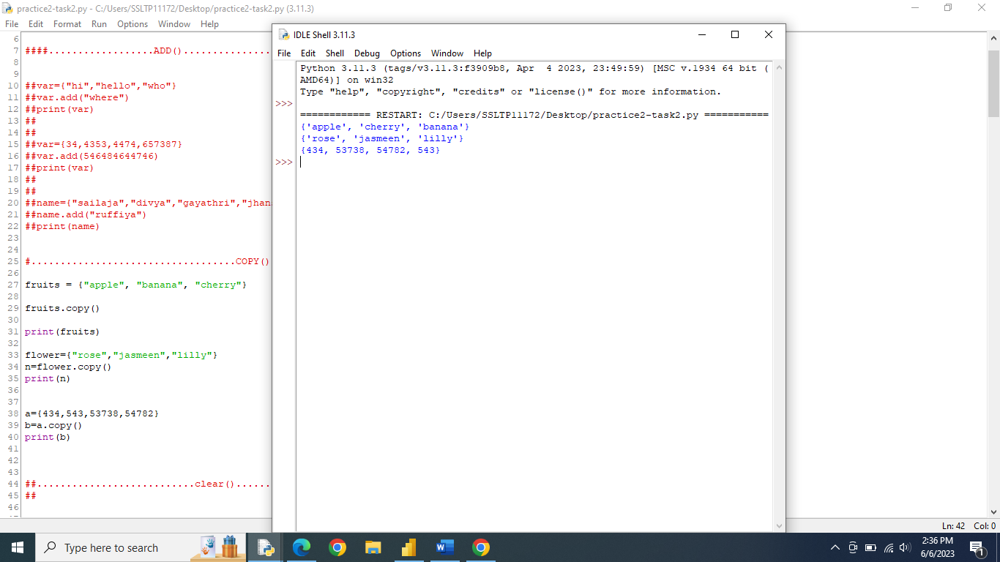 practice2-task2.py - C:/Users/SSLTP11172/Desktop/practice2-task2.py (3.11.3)
File Edit Format Run Options Window Help
6
7 ####..................ADD()...............
8
9
10 ##var={"hi","hello","who"}
11 ##var.add("where")
12 ##print(var)
13 ##
14 ##
15 ##var={34,4353,4474,657387}
16 ##var.add(546484644746)
17 ##print(var)
18 ##
19 ##
20 ##name={"sailaja","divya","gayathri","jhan
21 ##name.add("ruffiya")
22 ##print(name)
23
24
25 #...................................COPY()
26
27 fruits = {"apple", "banana", "cherry"}
28
29 fruits.copy()
30
31 print(fruits)
32
33 flower={"rose","jasmeen","lilly"}
34 n=flower.copy()
35 print(n)
36
37
38 a={434,543,53738,54782}
39 b=a.copy()
40 print(b)
41
42
43
44 ##...........................clear()......
45 ##
46
IDLE Shell 3.11.3
File Edit Shell Debug Options Window Help
Python 3.11.3 (tags/v3.11.3:f3909b8, Apr  4 2023, 23:49:59) [MSC v.1934 64 bit (
AMD64)] on win32
Type "help", "copyright", "credits" or "license()" for more information.
>>>
============ RESTART: C:/Users/SSLTP11172/Desktop/practice2-task2.py ===========
{'apple', 'cherry', 'banana'}
{'rose', 'jasmeen', 'lilly'}
{434, 53738, 54782, 543}
>>>
Ln: 42 Col: 0
Type here to search
W
2:36 PM
6/6/2023
1